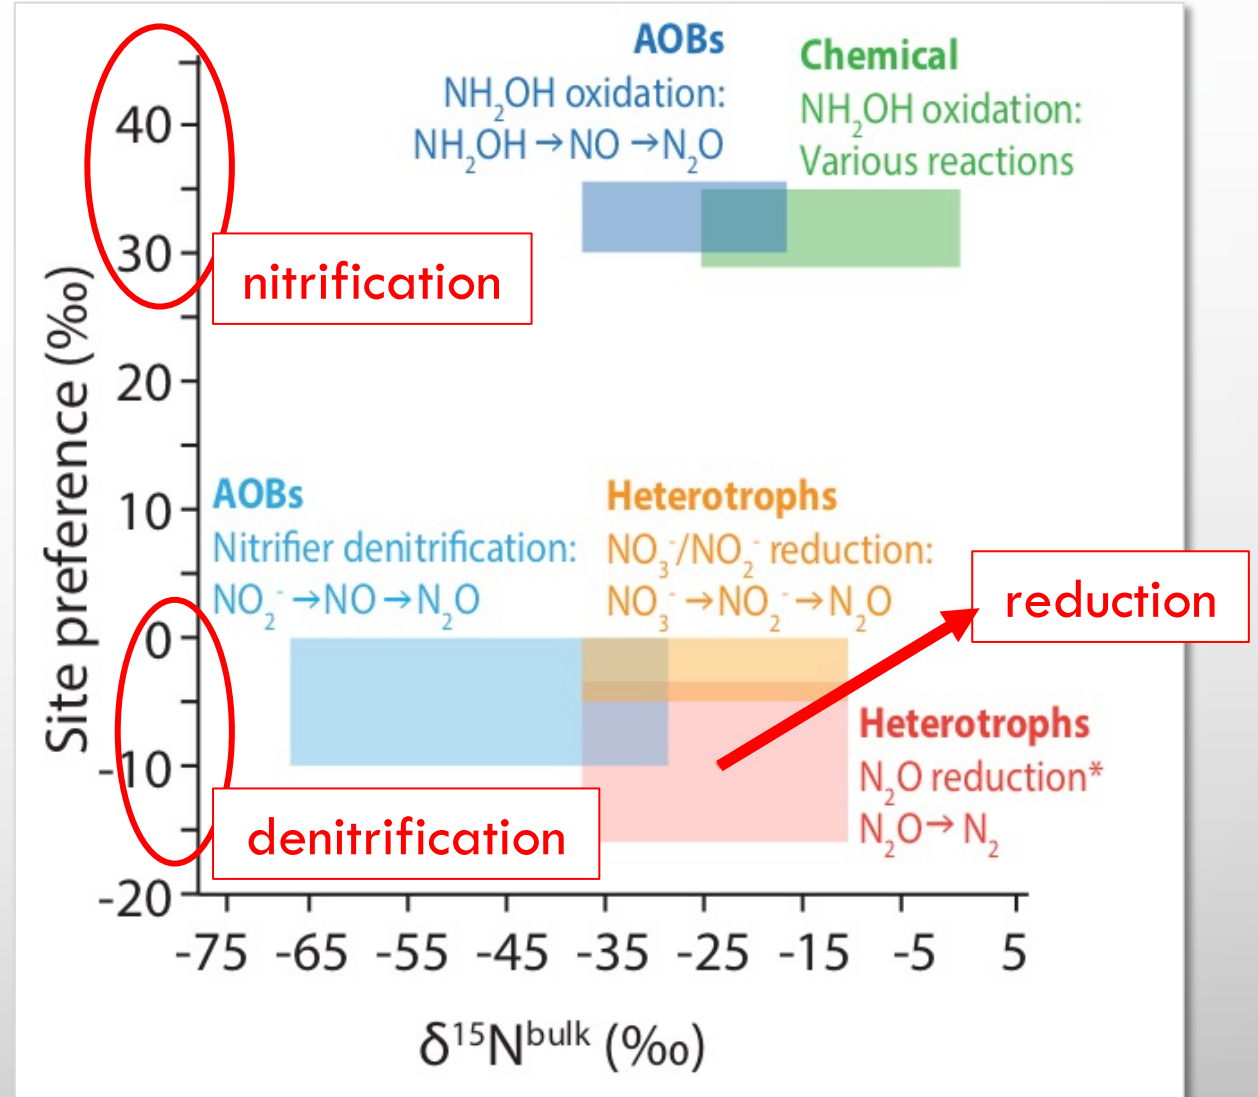 AOBs
NH₂OH oxidation:
NH₂OH→NO→N₂O
Chemical
NH₂OH oxidation:
Various reactions
nitrification
AOBs
Nitrifier denitrification:
NO₂⁻→NO→N₂O
Heterotrophs
NO₃⁻/NO₂⁻ reduction:
NO₃⁻→NO₂⁻→N₂O
reduction
Heterotrophs
N₂O reduction*
N₂O→N₂
denitrification
Site preference (‰)
40
30
20
10
0
-10
-20
-75 -65 -55 -45 -35 -25 -15 -5 5
δ¹⁵Nᵇᵘˡᵏ (‰)